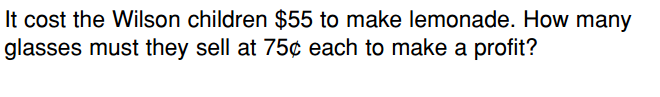 It cost the Wilson children $55 to make lemonade. How many
glasses must they sell at 75¢ each to make a profit?